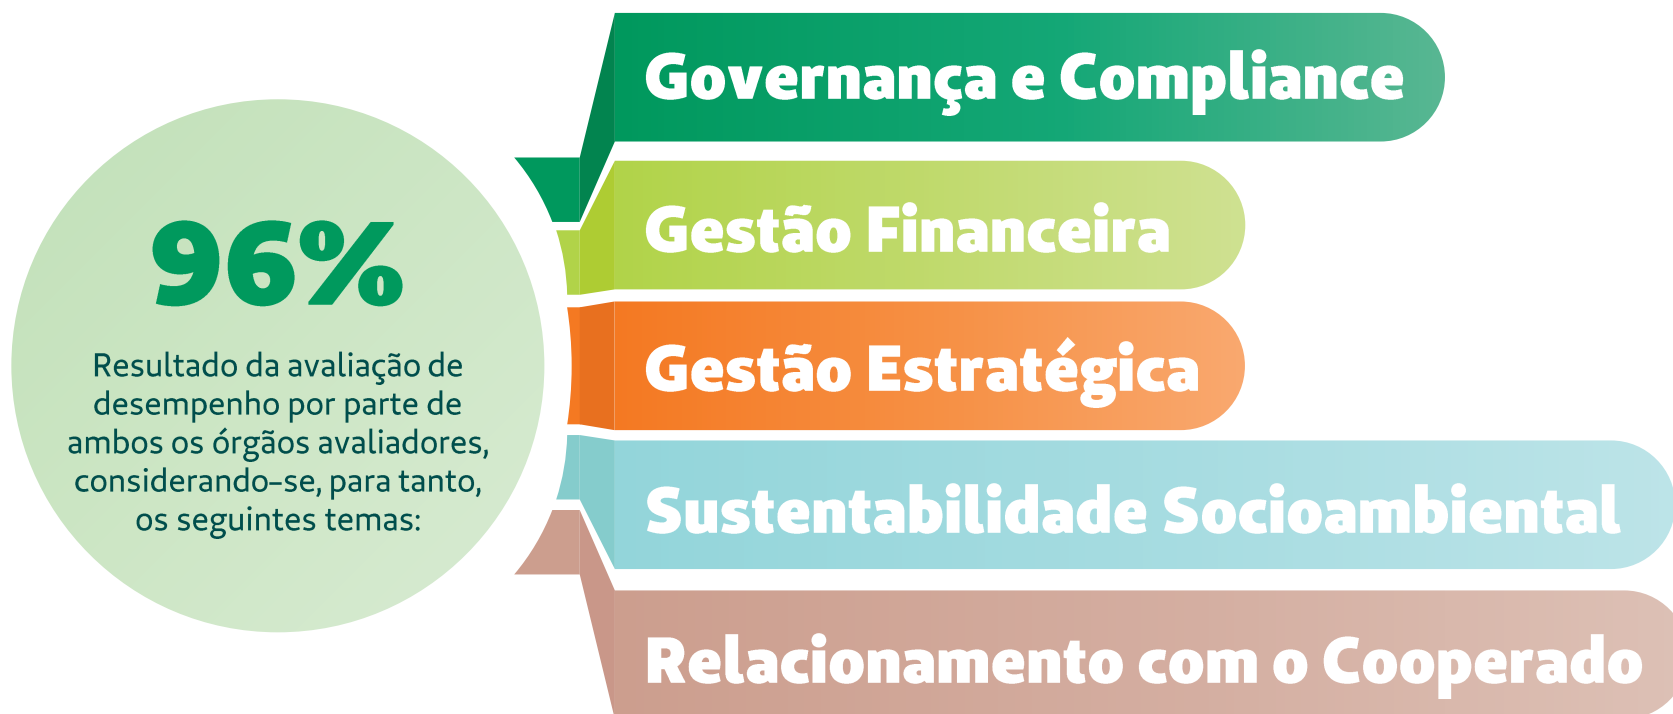 96%
Resultado da avaliação de
desempenho por parte de
ambos os órgãos avaliadores,
considerando-se, para tanto,
os seguintes temas:
Governança e Compliance
Gestão Financeira
Gestão Estratégica
Sustentabilidade Socioambiental
Relacionamento com o Cooperado